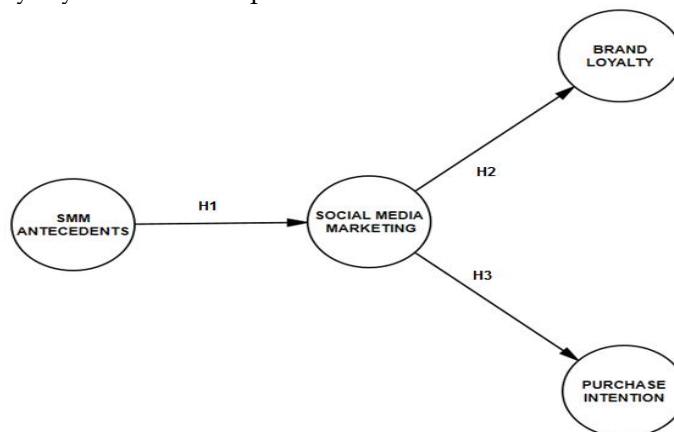 BRAND
LOYALTY
H2
H1
SMM
ANTECEDENTS
SOCIAL MEDIA
MARKETING
H3
PURCHASE
INTENTION